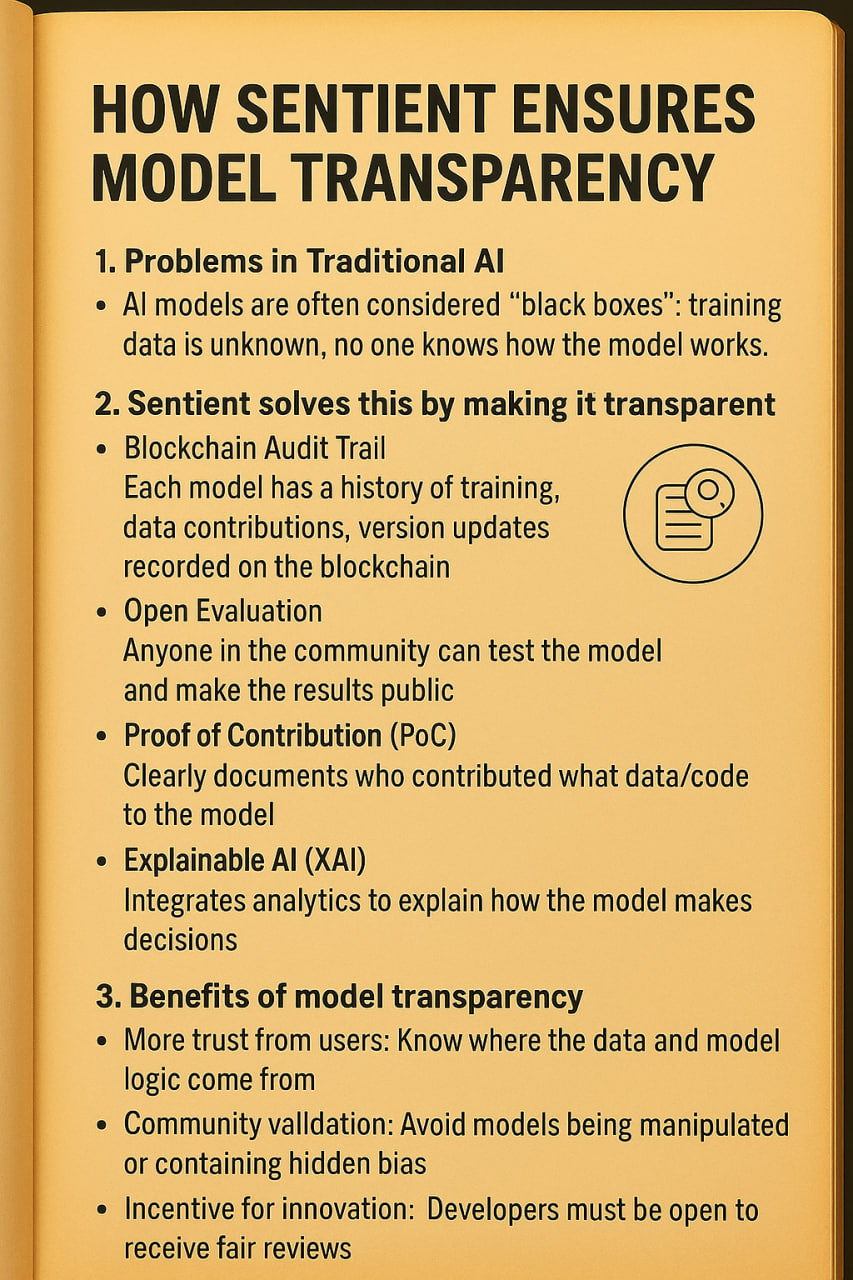 HOW SENTIENT ENSURES
MODEL TRANSPARENCY
1. Problems in Traditional AI
• AI models are often considered “black boxes”: training
data is unknown, no one knows how the model works.
2. Sentient solves this by making it transparent
• Blockchain Audit Trail
Each model has a history of training,
data contributions, version updates
recorded on the blockchain
• Open Evaluation
Anyone in the community can test the model
and make the results public
• Proof of Contribution (PoC)
Clearly documents who contributed what data/code
to the model
• Explainable AI (XAI)
Integrates analytics to explain how the model makes
decisions
3. Benefits of model transparency
• More trust from users: Know where the data and model
logic come from
• Community valldation: Avoid models being manipulated
or containing hidden bias
• Incentive for innovation: Developers must be open to
receive fair reviews